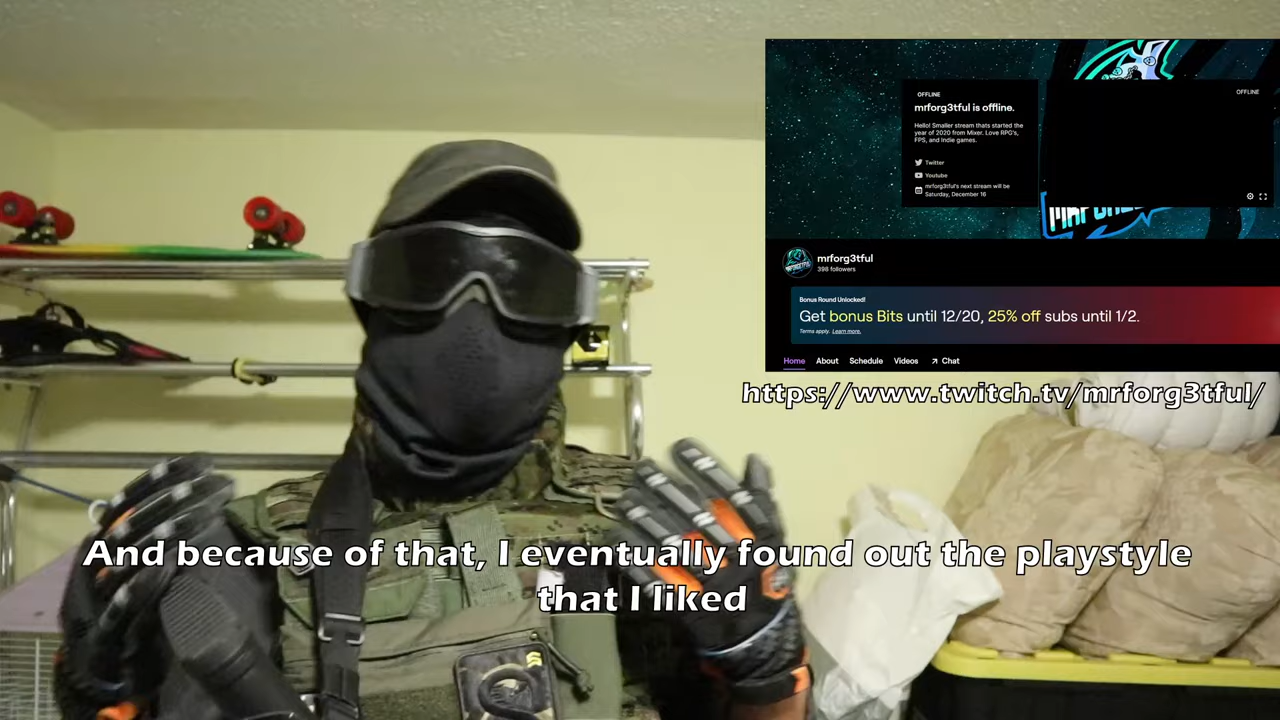 OFFLINE
mrforg3tful is offline.
Hello! Smaller stream thats started the
year of 2020 from Mixer. Love RPG's,
FPS, and Indie games.
Twitter
Youtube
mrforg3tful's next stream will be
Saturday, December 16
OFFLINE
mrforg3tful
398 followers
Bonus Round Unlocked!
Get bonus Bits until 12/20, 25% off subs until 1/2.
Terms apply. Learn more.
Home About Schedule Videos Chat
https://www.twitch.tv/mrforg3tful/
And because of that, I eventually found out the playstyle
that I liked